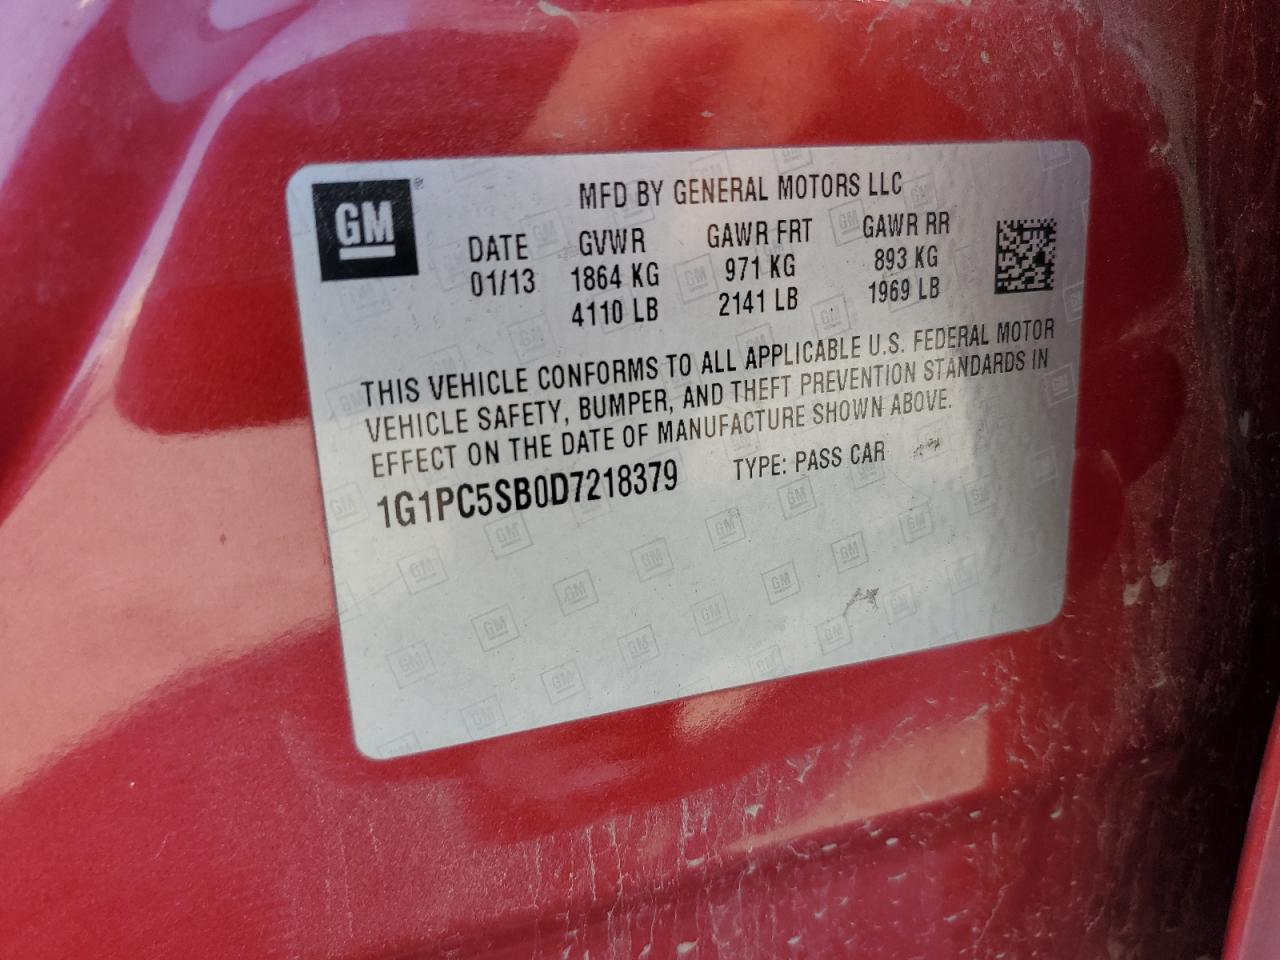 GM
MFD BY GENERAL MOTORS LLC
DATE GVWR GAWR FRT GAWR RR
01/13 1864 KG 971 KG 893 KG
4110 LB 2141 LB 1969 LB
THIS VEHICLE CONFORMS TO ALL APPLICABLE U.S. FEDERAL MOTOR
VEHICLE SAFETY, BUMPER, AND THEFT PREVENTION STANDARDS IN
EFFECT ON THE DATE OF MANUFACTURE SHOWN ABOVE.
1G1PC5SB0D7218379 TYPE: PASS CAR